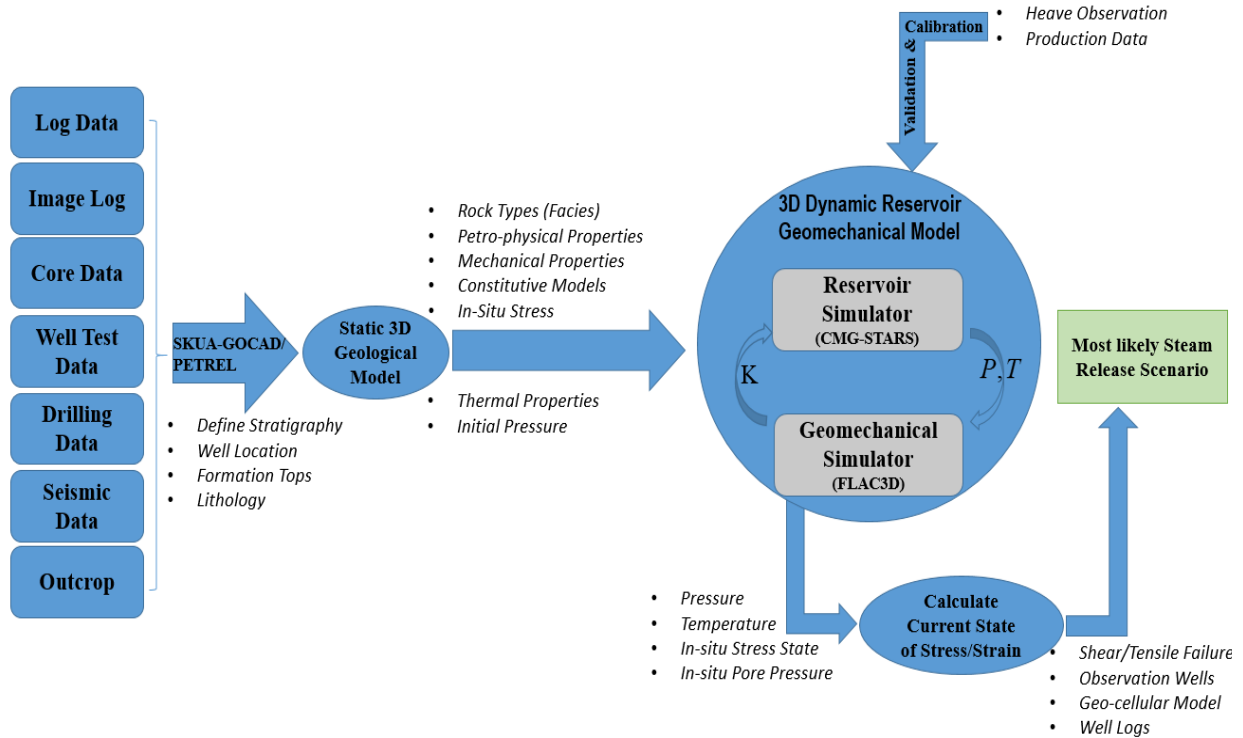 Log Data
Image Log
Core Data
Well Test
Data
Drilling
Data
Seismic
Data
Outcrop
SKUA-GOCAD/
PETREL
• Define Stratigraphy
• Well Location
• Formation Tops
• Lithology
Static 3D
Geological
Model
• Rock Types (Facies)
• Petro-physical Properties
• Mechanical Properties
• Constitutive Models
• In-Situ Stress
• Thermal Properties
• Initial Pressure
• Heave Observation
• Production Data
Validation & Calibration
3D Dynamic Reservoir
Geomechanical Model
Reservoir
Simulator
(CMG-STARS)
K
P,T
Geomechanical
Simulator
(FLAC3D)
• Pressure
• Temperature
• In-situ Stress State
• In-situ Pore Pressure
Calculate
Current State
of Stress/Strain
• Shear/Tensile Failure
• Observation Wells
• Geo-cellular Model
• Well Logs
Most likely Steam
Release Scenario